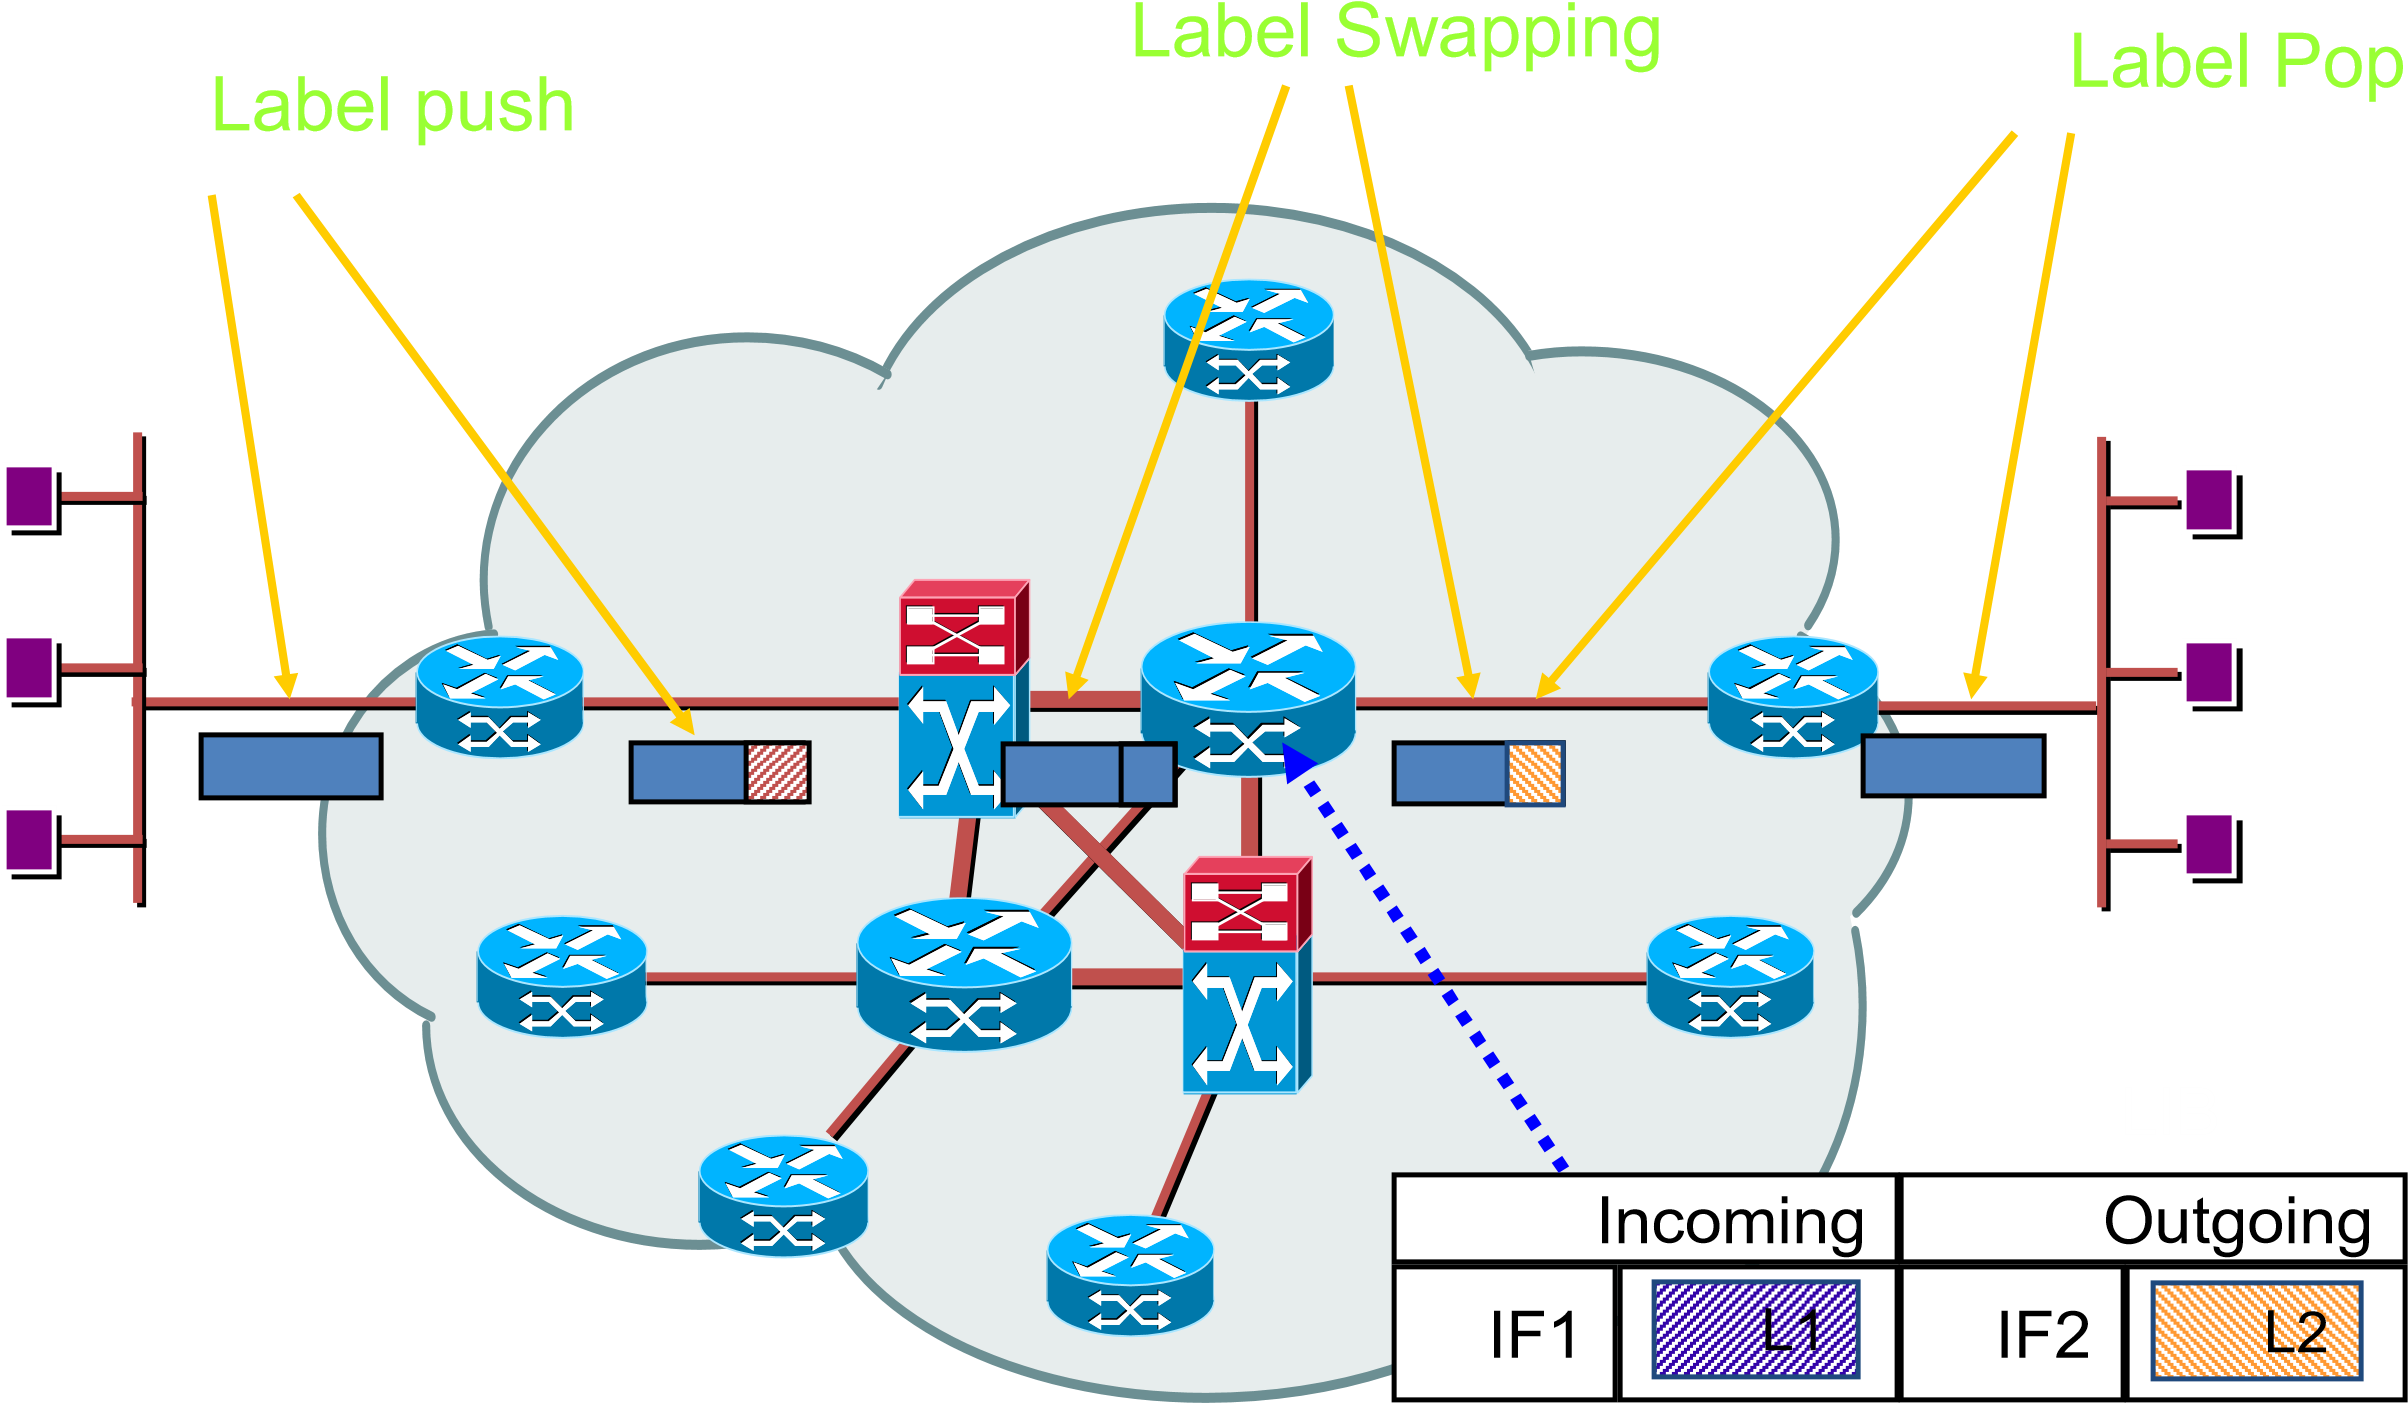 Label Swapping
Label Pop
Label push
Incoming
Outgoing
IF1
L1
IF2
L2